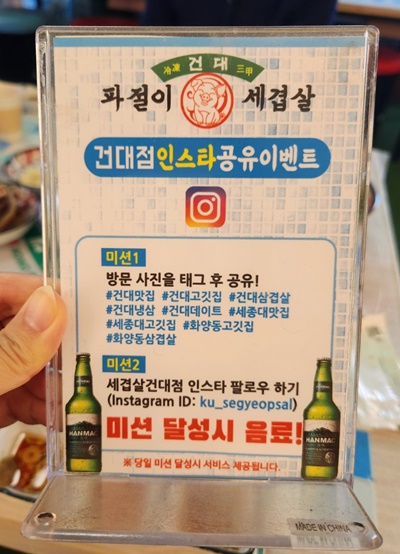 冷凍 건대 三甲
파절이 세겹살
건대점인스타공유이벤트
미션1
방문 사진을 태그 후 공유!
#건대맛집 #건대고깃집 #건대삼겹살
#건대냉삼 #건대데이트 #세종대맛집
#세종대고깃집 #화양동고깃집
#화양동삼겹살
미션2
세겹살건대점 인스타 팔로우 하기
(Instagram ID: ku_segyeopsal)
미션 달성시 음료!
HANMAC
HANMAC
※ 당일 미션 달성시 서비스 제공됩니다.
MADE IN CHINA